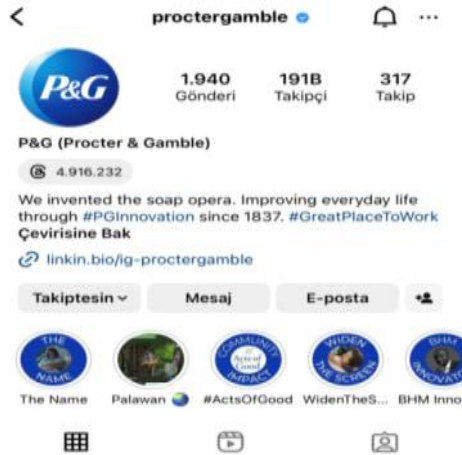 proctergamble
P&G
1.940 191B 317
Gönderi Takipçi Takip
P&G (Procter & Gamble)
4.916.232
We invented the soap opera. Improving everyday life
through #PGInnovation since 1837. #GreatPlaceToWork
Çevirisine Bak
linkin.bio/ig-proctergamble
Takiptesin Mesaj E-posta
THE NAME
COMMUNITY IMPACT
Acts of Good
WIDEN THE SCREEN
BHM
INNOVATOR
The Name Palawan #ActsOfGood WidenTheS... BHM Inno